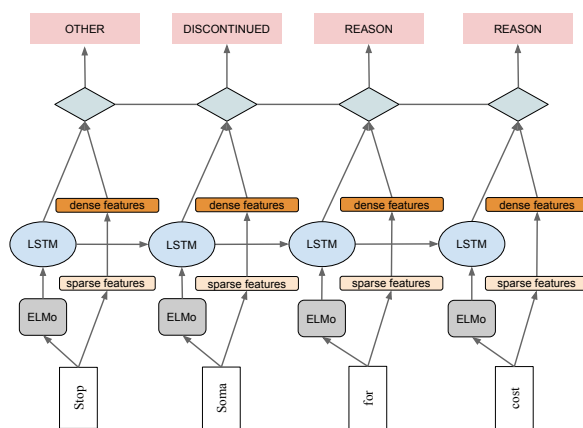 OTHER DISCONTINUED REASON REASON
dense features dense features dense features dense features
LSTM LSTM LSTM LSTM
sparse features sparse features sparse features sparse features
ELMo ELMo ELMo ELMo
Stop Soma for cost